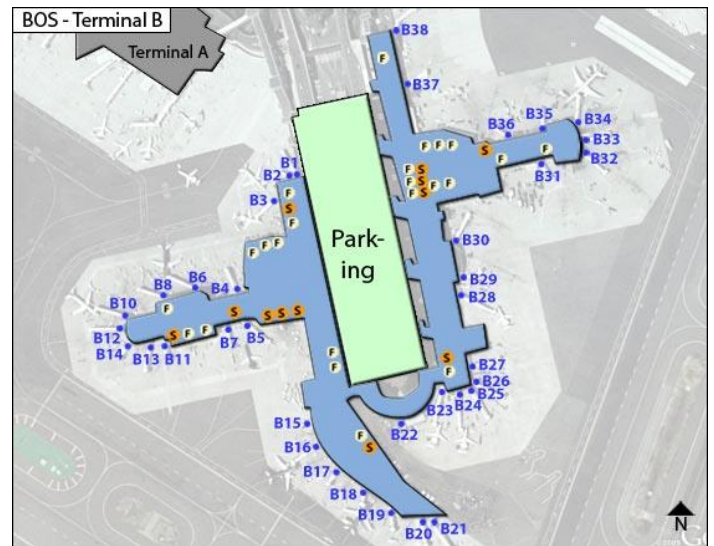 BOS - Terminal B
Terminal A
B38
B37
B36
B35
B34
B33
B32
B31
B1
B2
B3
F
S
Park-
ing
B30
B29
B28
B4
B6
B8
B10
B12
B14
B13
B11
B7
B5
B27
B26
B25
B24
B23
B22
B15
B16
B17
B18
B19
B20
B21
N